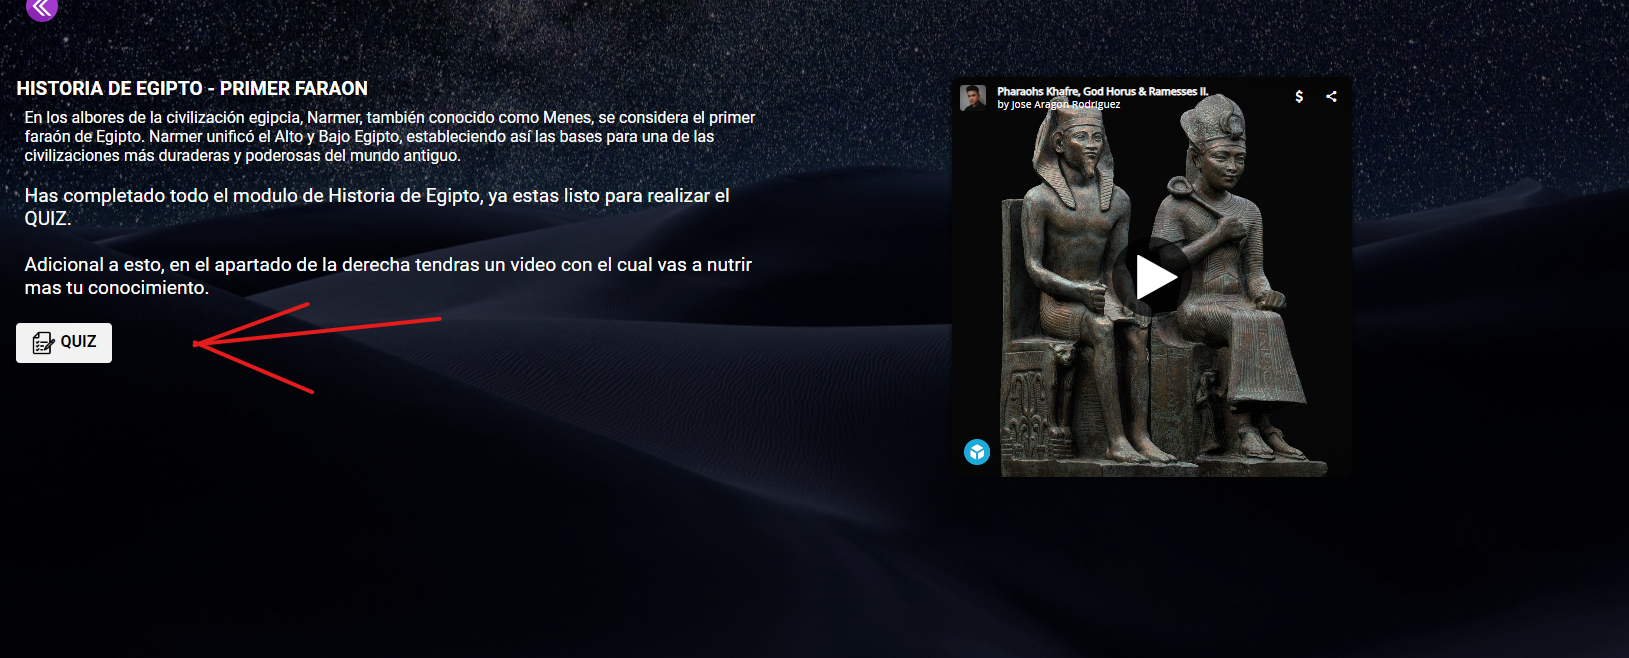 HISTORIA DE EGIPTO - PRIMER FARAON
En los albores de la civilización egipcia, Narmer, también conocido como Menes, se considera el primer
faraón de Egipto. Narmer unificó el Alto y Bajo Egipto, estableciendo así las bases para una de las
civilizaciones más duraderas y poderosas del mundo antiguo.
Has completado todo el modulo de Historia de Egipto, ya estas listo para realizar el
QUIZ.
Adicional a esto, en el apartado de la derecha tendras un video con el cual vas a nutrir
mas tu conocimiento.
QUIZ
Pharaohs Khafre, God Horus & Ramesses II.
by Jose Aragon Rodriguez
$